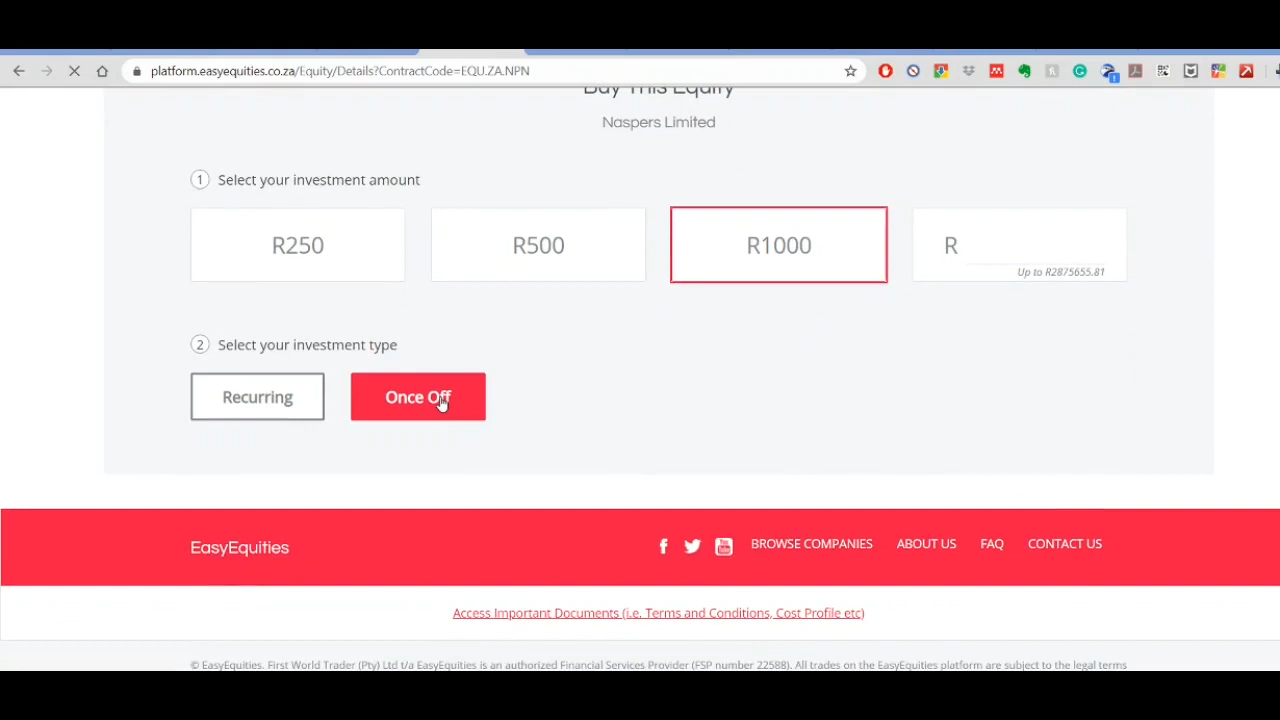 platform.easyequities.co.za/Equity/Details?ContractCode=EQU.ZA.NPN
Buy This Equity
Naspers Limited
1 Select your investment amount
R250 R500 R1000 R
Up to R2875655.81
2 Select your investment type
Recurring Once Off
EasyEquities BROWSE COMPANIES ABOUT US FAQ CONTACT US
Access Important Documents (i.e. Terms and Conditions, Cost Profile etc)
© EasyEquities. First World Trader (Pty) Ltd t/a EasyEquities is an authorized Financial Services Provider (FSP number 22588). All trades on the EasyEquities platform are subject to the legal terms